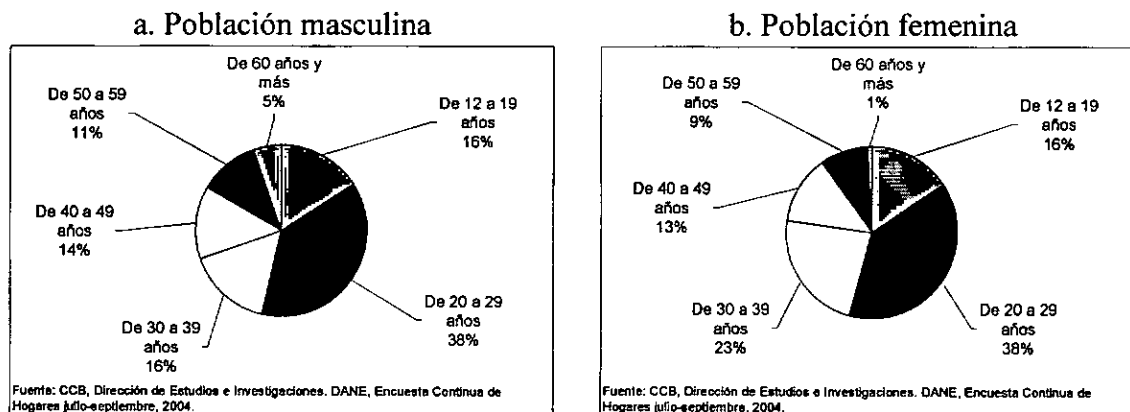 a. Población masculina
De 60 años y
más
5%
De 50 a 59
años
11%
De 12 a 19
años
16%
De 40 a 49
años
14%
De 30 a 39
años
16%
De 20 a 29
años
38%
Fuente: CCB, Dirección de Estudios e Investigaciones. DANE, Encuesta Continua de
Hogares julio-septiembre, 2004.
b. Población femenina
De 60 años y
más
1%
De 50 a 59
años
9%
De 12 a 19
años
16%
De 40 a 49
años
13%
De 30 a 39
años
23%
De 20 a 29
años
38%
Fuente: CCB, Dirección de Estudios e Investigaciones. DANE, Encuesta Continua de
Hogares julio-septiembre, 2004.